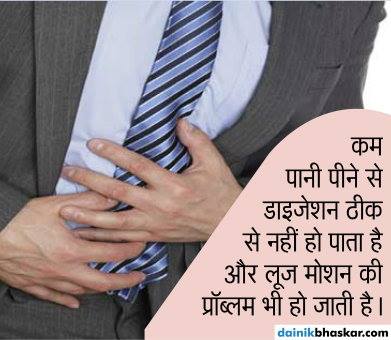 कम
पानी पीने से
डाइजेशन ठीक
से नहीं हो पाता है
और लूज मोशन की
प्रॉब्लम भी हो जाती है।
dainikbhaskar.com